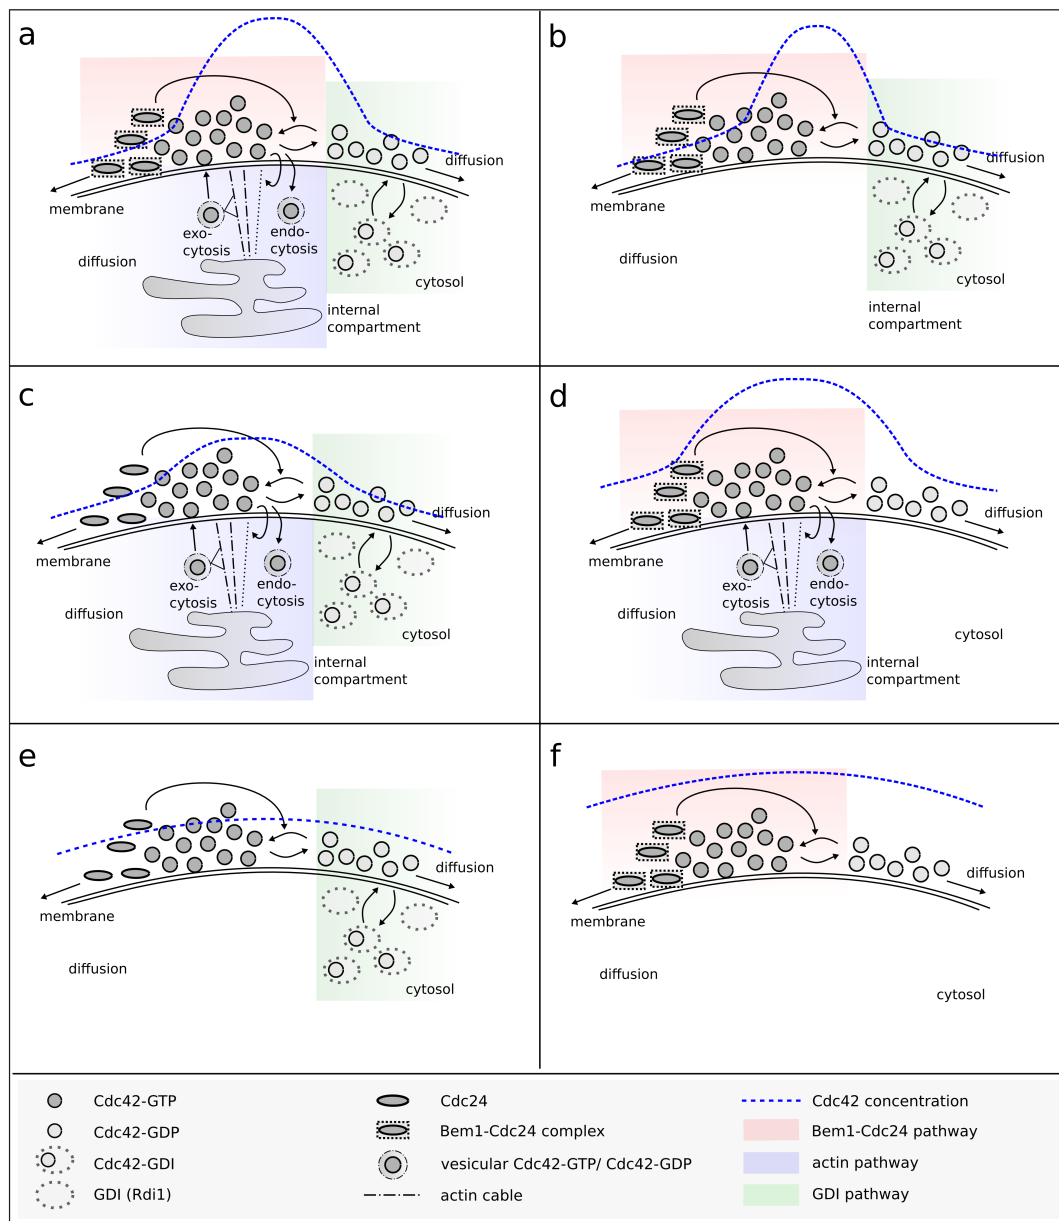 a
diffusion
membrane
exo-
cytosis
endo-
cytosis
diffusion
cytosol
internal
compartment
b
diffusion
membrane
diffusion
cytosol
internal
compartment
c
diffusion
membrane
exo-
cytosis
endo-
cytosis
diffusion
cytosol
internal
compartment
d
diffusion
membrane
exo-
cytosis
endo-
cytosis
diffusion
cytosol
internal
compartment
e
diffusion
membrane
diffusion
cytosol
f
diffusion
membrane
diffusion
cytosol
Cdc42-GTP
Cdc42-GDP
Cdc42-GDI
GDI (Rdi1)
Cdc24
Bem1-Cdc24 complex
vesicular Cdc42-GTP/ Cdc42-GDP
actin cable
Cdc42 concentration
Bem1-Cdc24 pathway
actin pathway
GDI pathway